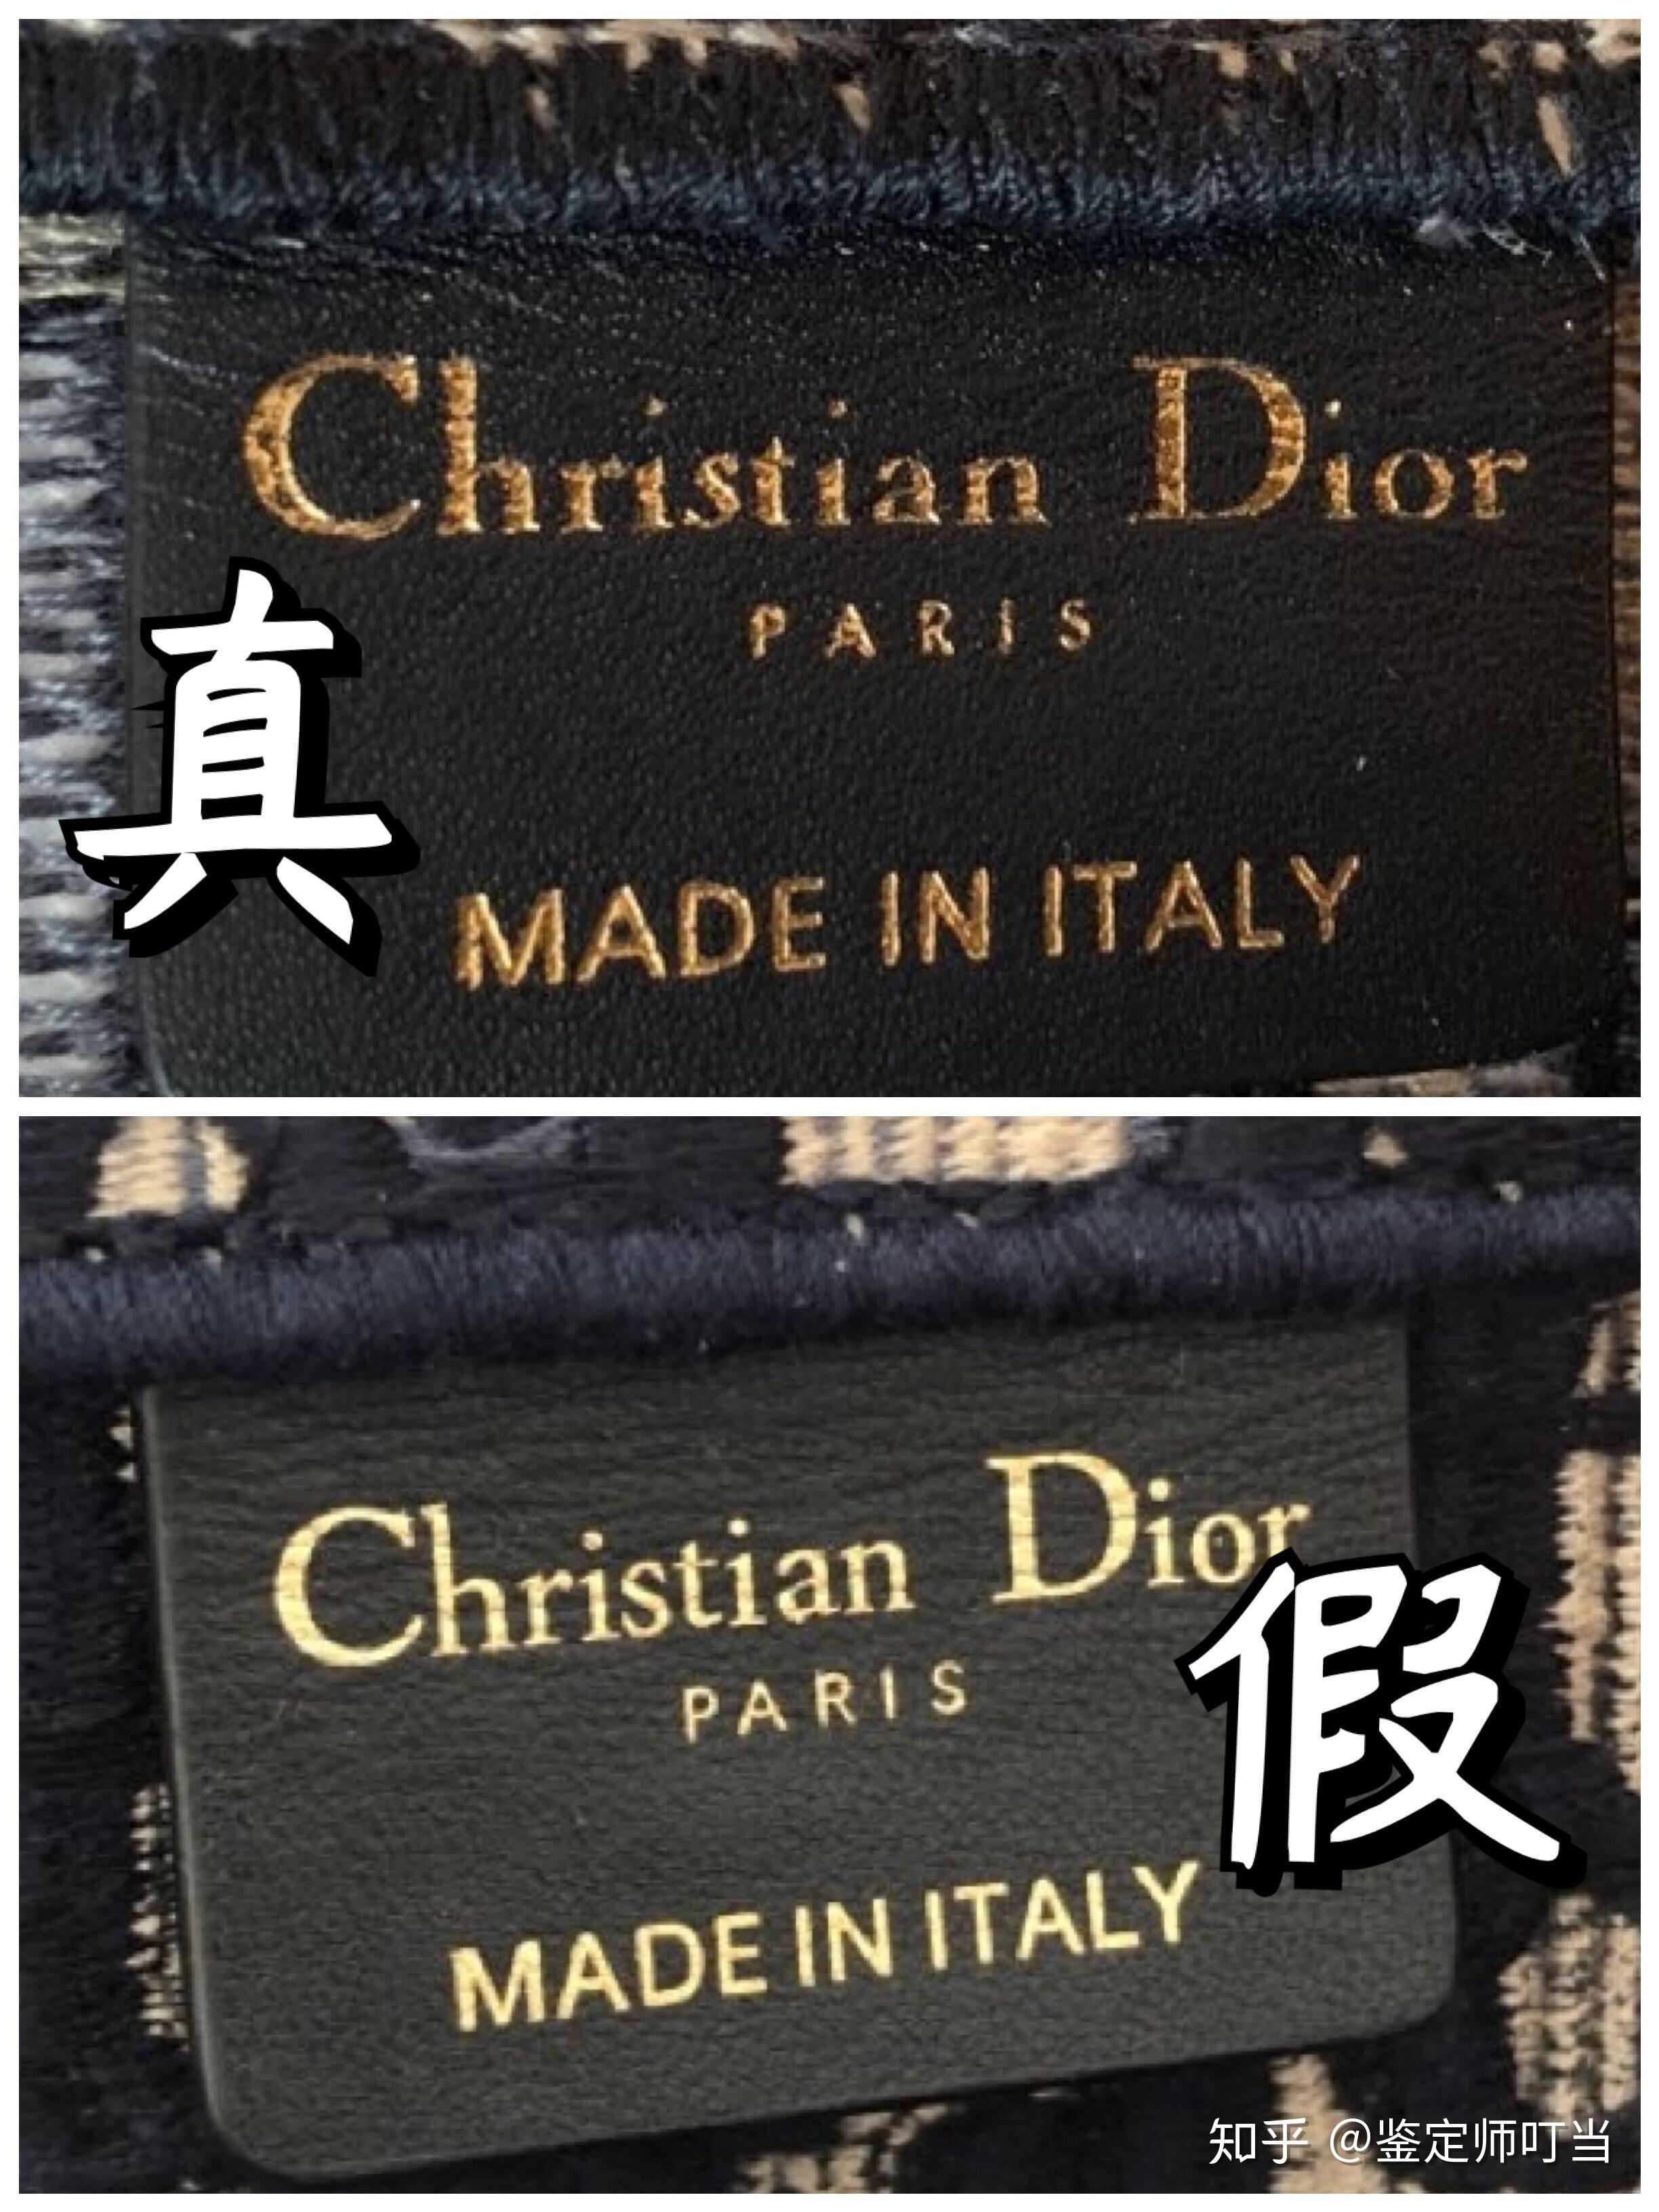 Christian Dior
PARIS
真
MADE IN ITALY
Christian Dior
PARIS
假
MADE IN ITALY
知乎 @鉴定师叮当